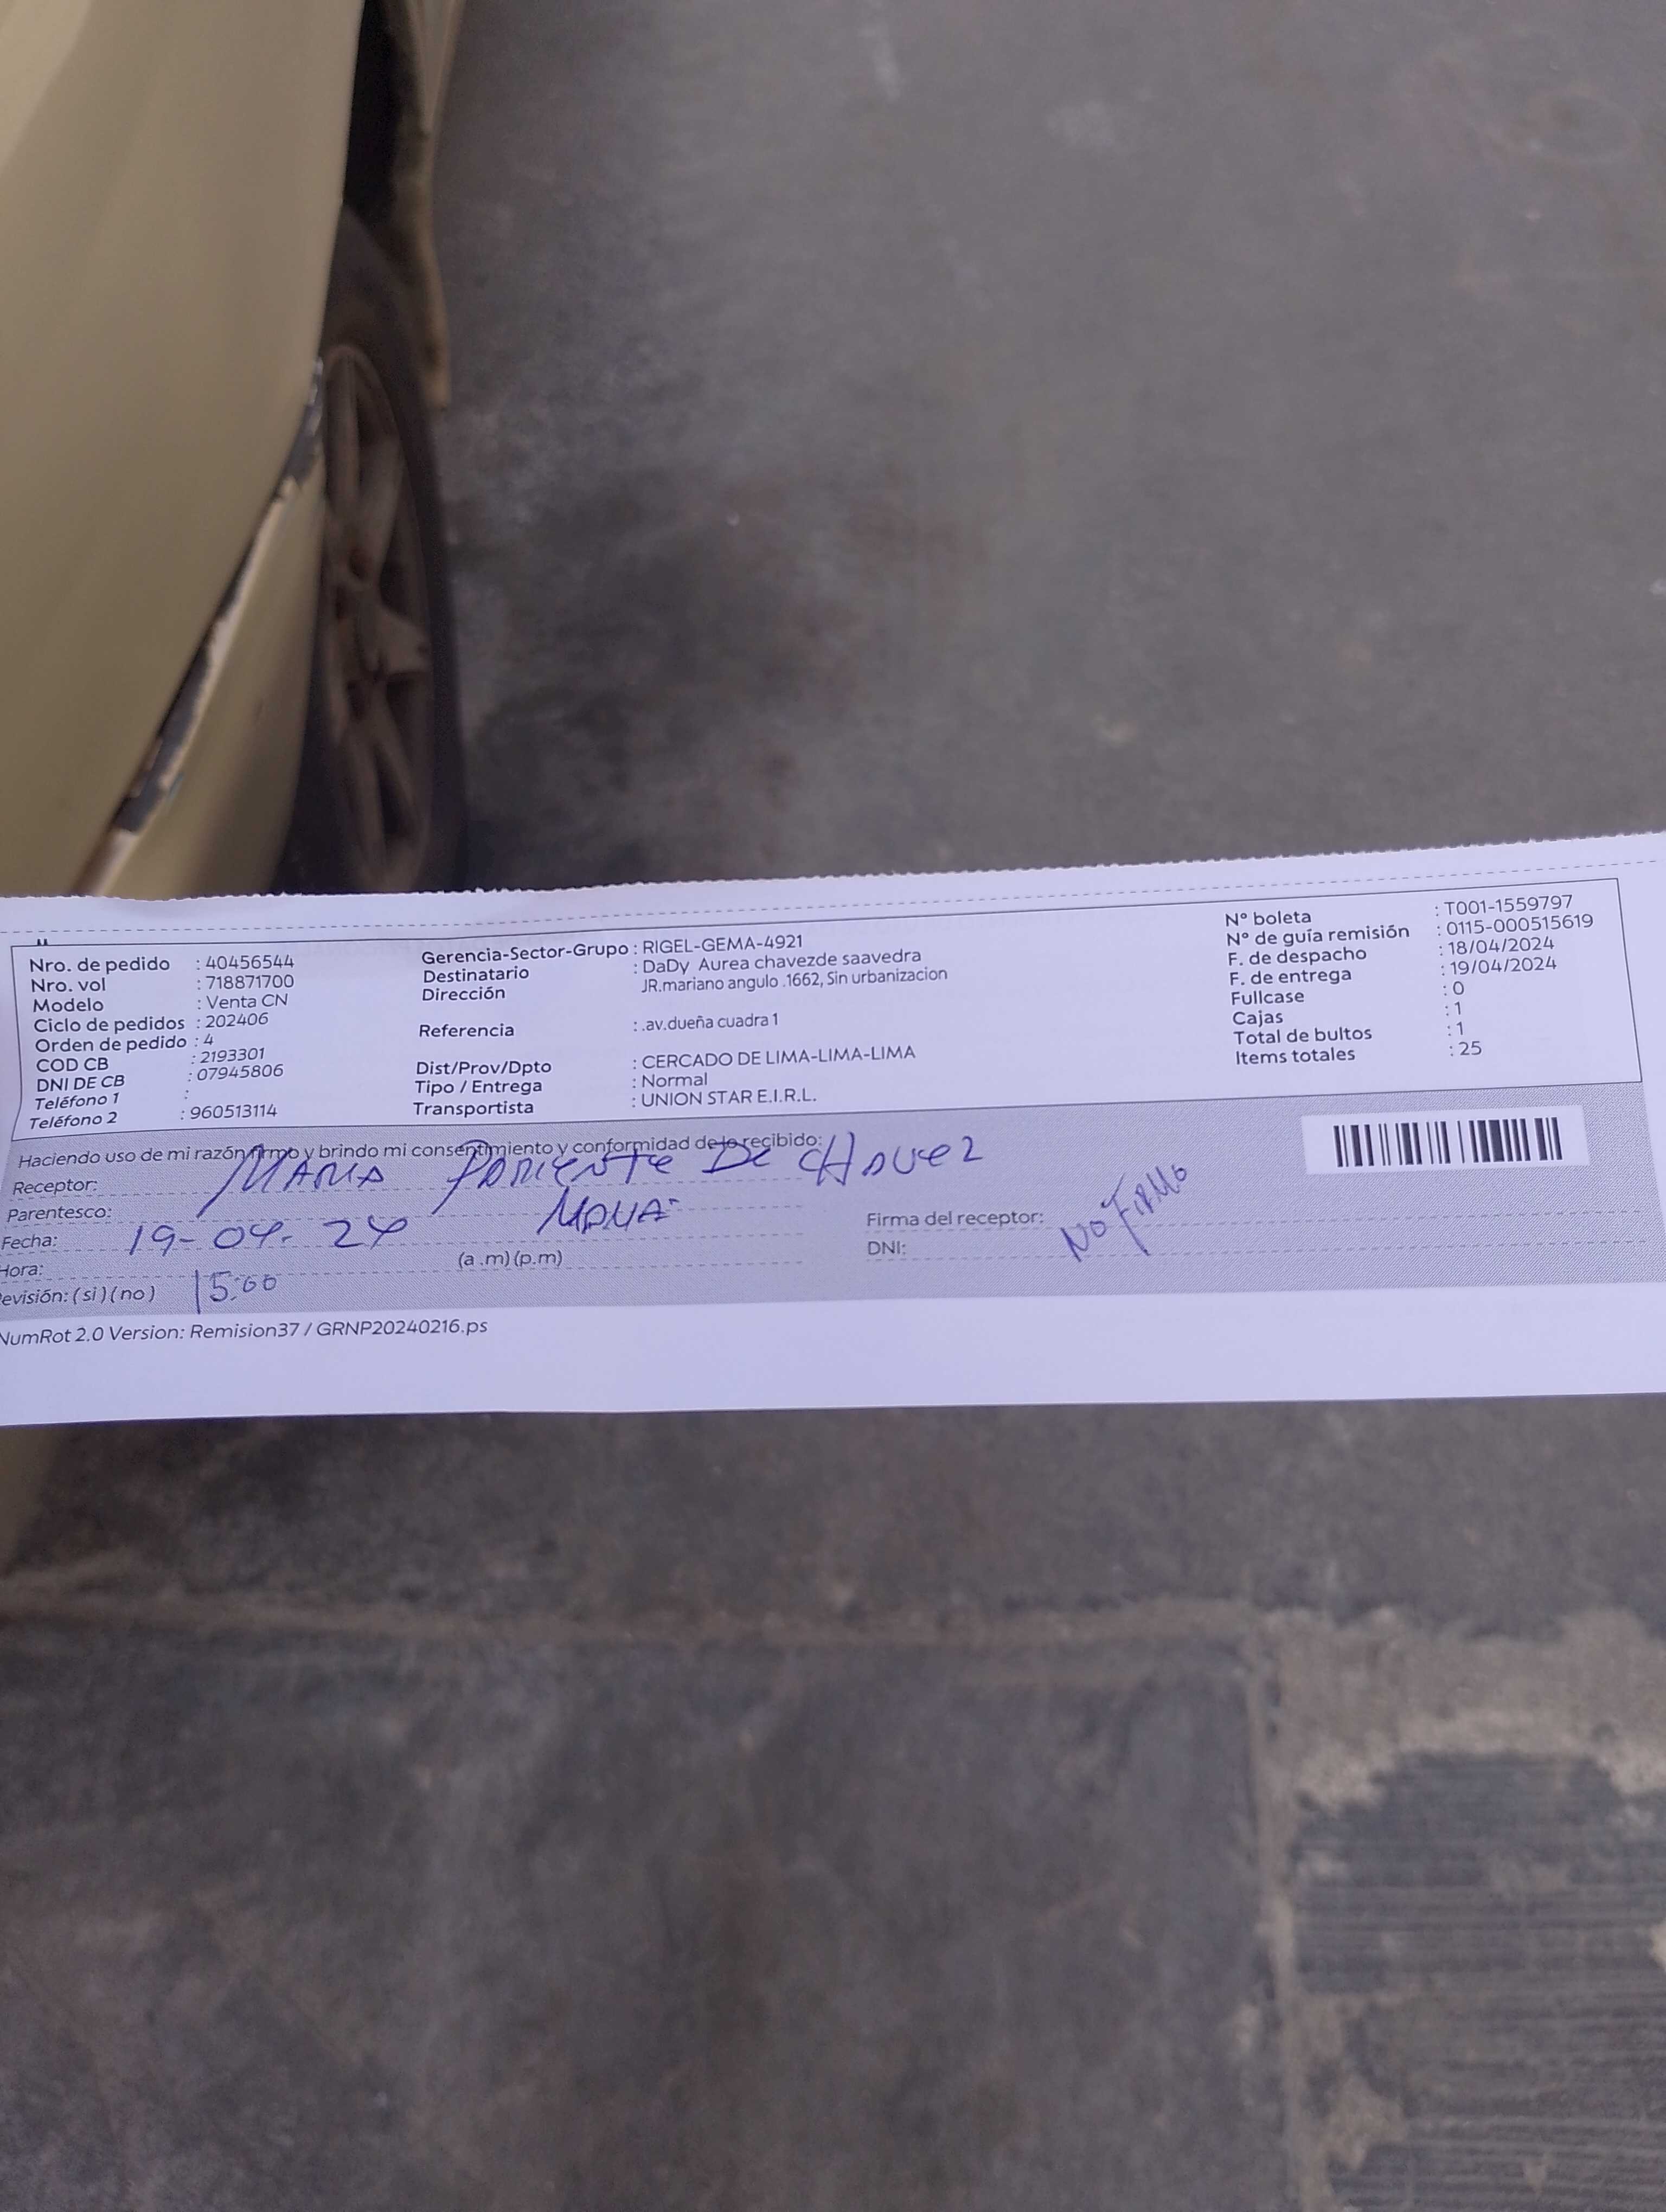 Nro. de pedido : 40456544
Nro. vol : 718871700
Modelo : Venta CN
Ciclo de pedidos : 202406
Orden de pedido : 4
COD CB : 2193301
DNI DE CB : 07945806
Teléfono 1 :
Teléfono 2 : 960513114
Gerencia-Sector-Grupo : RIGEL-GEMA-4921
Destinatario : DaDy Aurea chavezde saavedra
Dirección JR.mariano angulo .1662, Sin urbanizacion
Referencia : .av.dueña cuadra 1
Dist/Prov/Dpto : CERCADO DE LIMA-LIMA-LIMA
Tipo / Entrega : Normal
Transportista : UNION STAR E.I.R.L.
N° boleta : T001-1559797
N° de guía remisión : 0115-000515619
F. de despacho : 18/04/2024
F. de entrega : 19/04/2024
Fullcase : 0
Cajas : 1
Total de bultos : 1
Items totales : 25
Haciendo uso de mi razón firmo y brindo mi consentimiento y conformidad de lo recibido:
Receptor: MARIA PARIENTE DE CHAVEZ
Parentesco: MAMA
Fecha: 19-04-24
Hora: (a .m) (p.m)
evisión: ( si ) ( no ) 15:00
Firma del receptor: NO FIRMO
DNI:
NumRot 2.0 Version: Remision37 / GRNP20240216.ps